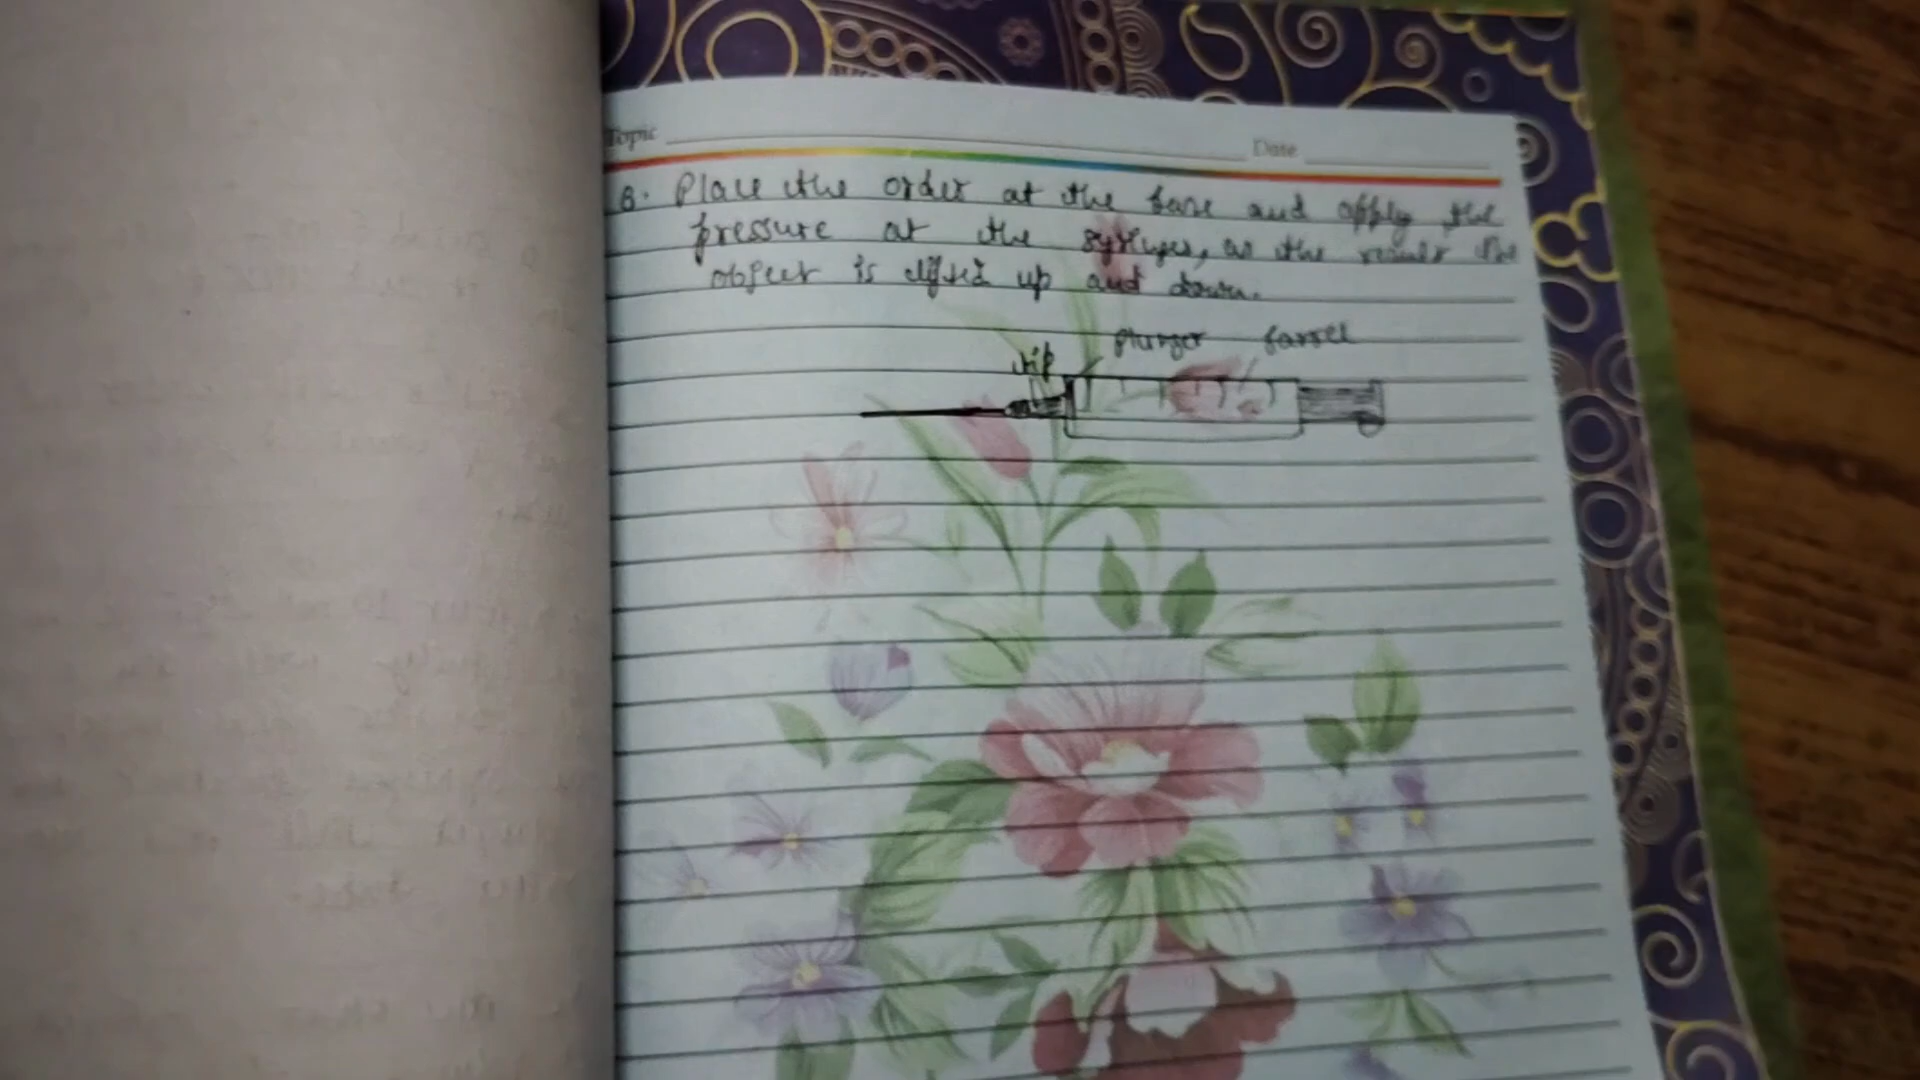 Topic Date
8. Place the order at the base and apply the
pressure at the syringes, as the result the
object is lifted up and down.
plunger barrel
tip